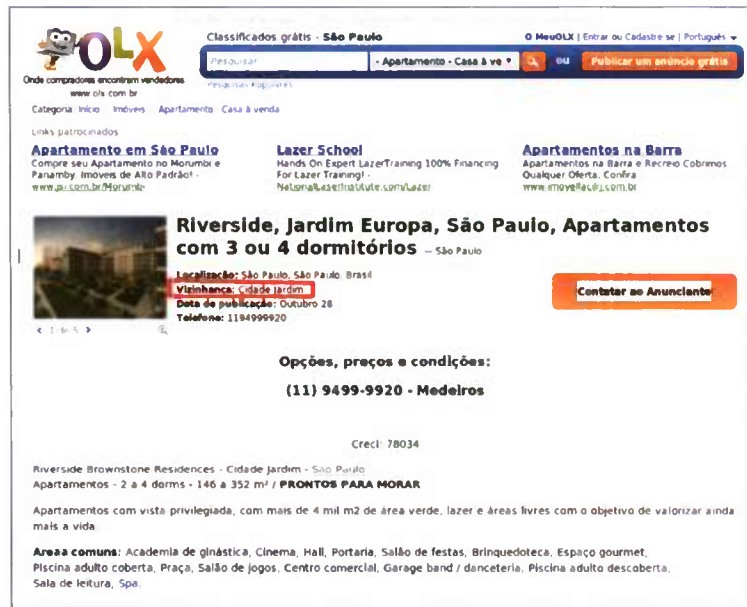 OLX
Onde compradores encontram vendedores
www.olx.com.br
Classificados grátis - São Paulo
O MeuOLX | Entrar ou Cadastre se | Português
Pesquisar
- Apartamento - Casa à ve
ou
Publicar um anúncio grátis
Pesquisas Populares
Categoria Início Imóveis Apartamento Casa à venda
Links patrocinados
Apartamento em São Paulo
Compre seu Apartamento no Morumbi e
Panamby. Imóveis de Alto Padrão! -
Lazer School
Hands On Expert LazerTraining 100% Financing
For Lazer Training! -
NationalLaserInstitute.com/Lazer
Apartamentos na Barra
Apartamentos na Barra e Recreio Cobrimos
Qualquer Oferta. Confira
Riverside, Jardim Europa, São Paulo, Apartamentos
com 3 ou 4 dormitórios – São Paulo
Localização: São Paulo, São Paulo, Brasil
Vizinhança: Cidade Jardim
Data de publicação: Outubro 28
Telefone: 1194999920
Contatar ao Anunciante
Opções, preços e condições:
(11) 9499-9920 - Medeiros
Creci: 78034
Riverside Brownstone Residences - Cidade Jardim - São Paulo
Apartamentos - 2 a 4 dorms - 146 a 352 m² / PRONTOS PARA MORAR
Apartamentos com vista privilegiada, com mais de 4 mil m2 de área verde, lazer e áreas livres com o objetivo de valorizar ainda
mais a vida
Areaa comuns: Academia de ginástica, Cinema, Hall, Portaria, Salão de festas, Brinquedoteca, Espaço gourmet,
Piscina adulto coberta, Praça, Salão de jogos, Centro comercial, Garage band / danceteria, Piscina adulto descoberta,
Sala de leitura, Spa.